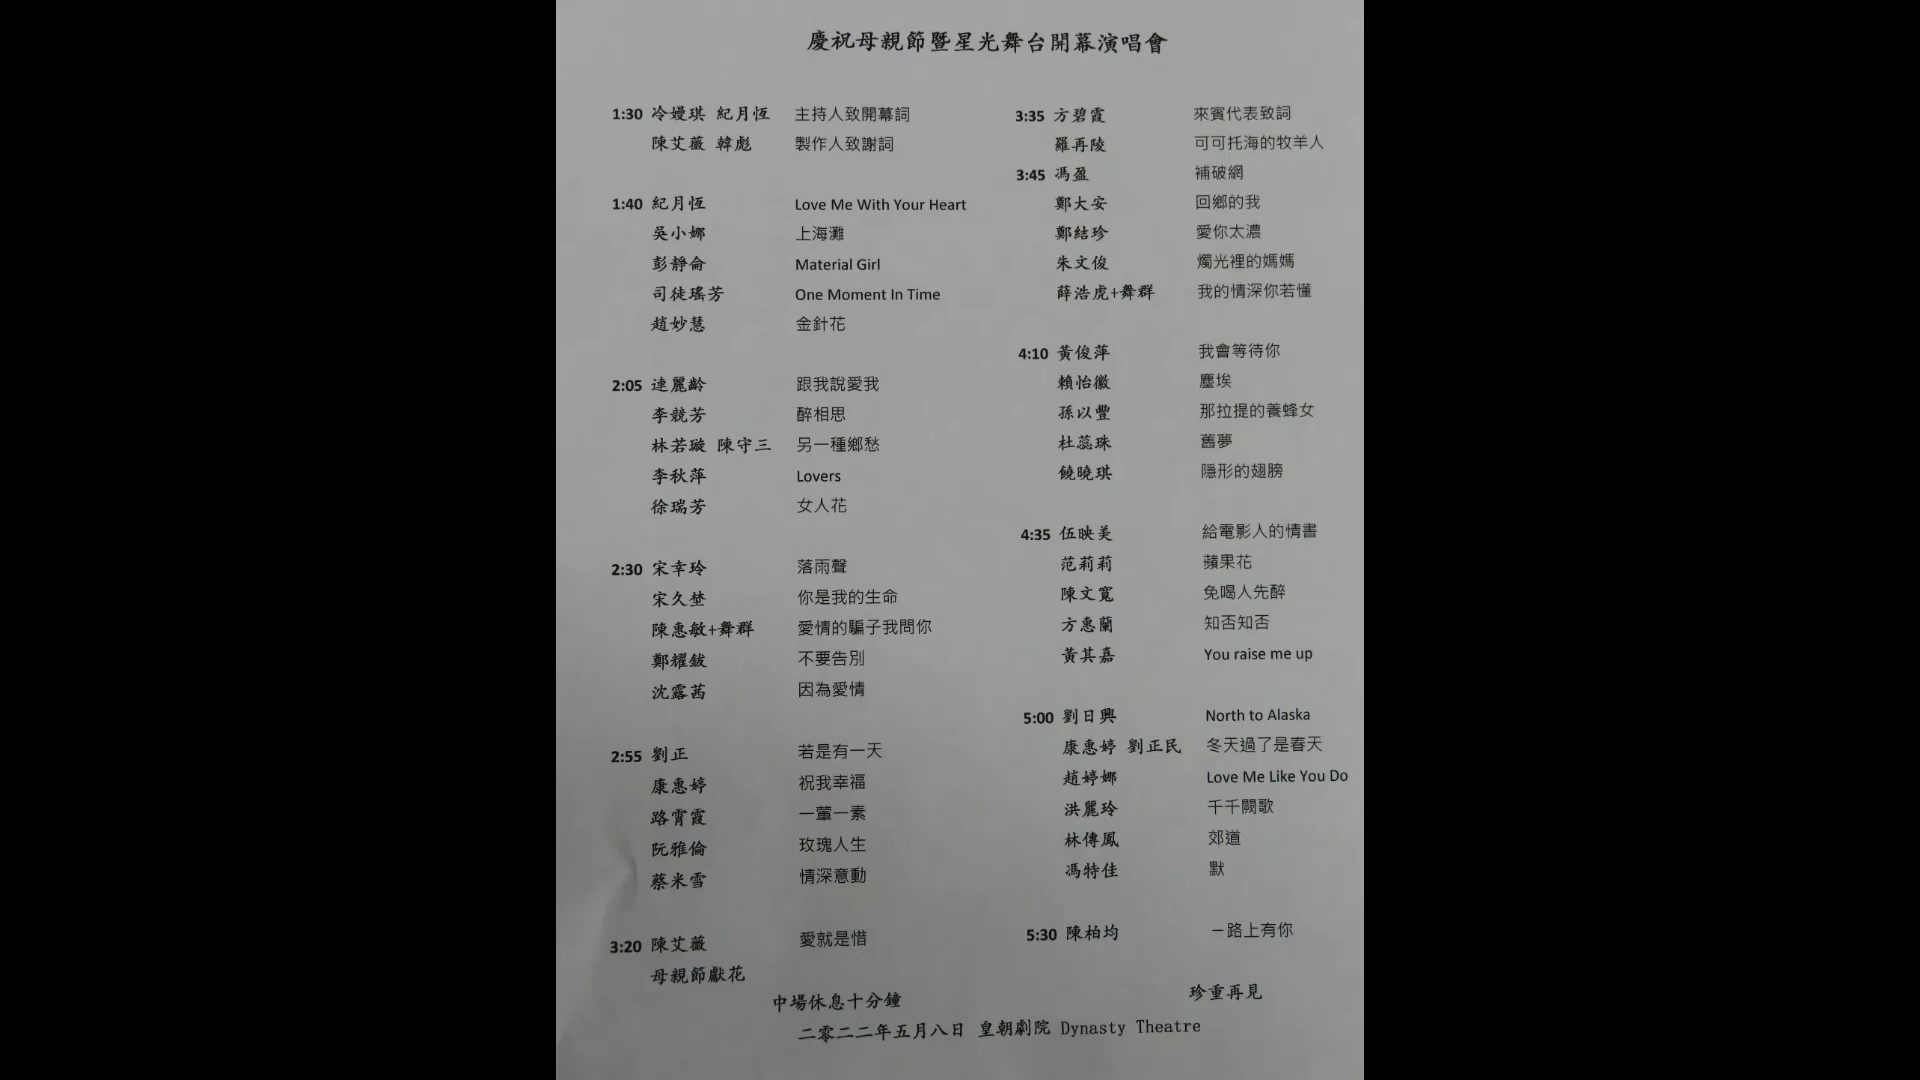 慶祝母親節暨星光舞台開幕演唱會
1:30 冷嫚琪 紀月恆 主持人致開幕詞
陳艾薇 韓彪 製作人致謝詞
1:40 紀月恆 Love Me With Your Heart
吳小娜 上海灘
彭靜侖 Material Girl
司徒瑤芳 One Moment In Time
趙妙慧 金針花
2:05 連麗齡 跟我說愛我
李競芳 醉相思
林若璇 陳守三 另一種鄉愁
李秋萍 Lovers
徐瑞芳 女人花
2:30 宋幸玲 落雨聲
宋久埜 你是我的生命
陳惠敏+舞群 愛情的騙子我問你
鄭耀鈸 不要告別
沈露茜 因為愛情
2:55 劉正 若是有一天
康惠婷 祝我幸福
路霄霞 一葷一素
阮雅倫 玫瑰人生
蔡米雪 情深意動
3:20 陳艾薇 愛就是惜
母親節獻花
中場休息十分鐘
3:35 方碧霞 來賓代表致詞
羅再陵 可可托海的牧羊人
3:45 馮盈 補破網
鄭大安 回鄉的我
鄭結珍 愛你太濃
朱文俊 燭光裡的媽媽
薛浩虎+舞群 我的情深你若懂
4:10 黃俊萍 我會等待你
賴怡徽 塵埃
孫以豐 那拉提的養蜂女
杜蕊珠 舊夢
饒曉琪 隱形的翅膀
4:35 伍映美 給電影人的情書
范莉莉 蘋果花
陳文寬 免喝人先醉
方惠蘭 知否知否
黃其嘉 You raise me up
5:00 劉日興 North to Alaska
康惠婷 劉正民 冬天過了是春天
趙婷娜 Love Me Like You Do
洪麗玲 千千闕歌
林傳鳳 郊道
馮特佳 默
5:30 陳柏均 一路上有你
珍重再見
二零二二年五月八日 皇朝劇院 Dynasty Theatre